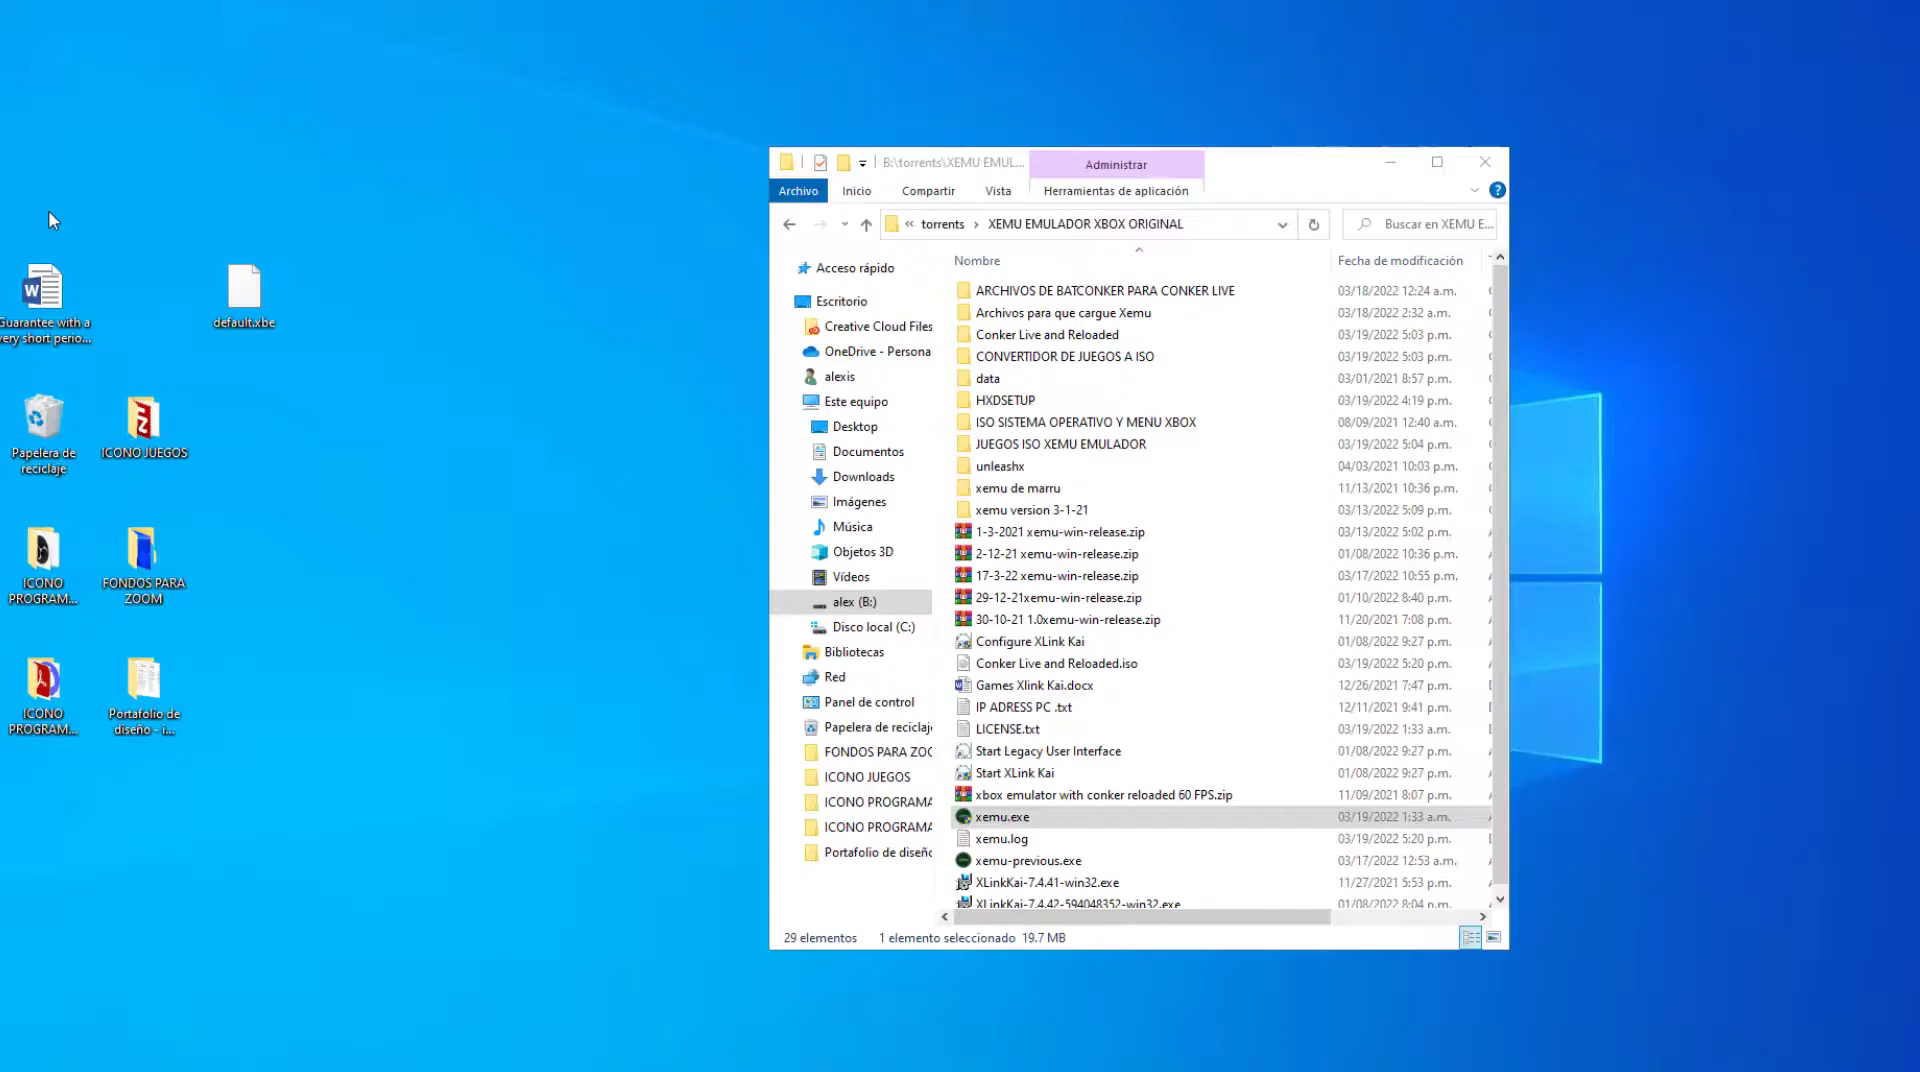 Guarantee with a
very short perio...
default.xbe
Papelera de
reciclaje
ICONO JUEGOS
ICONO
PROGRAM...
FONDOS PARA
ZOOM
ICONO
PROGRAM...
Portafolio de
diseño - i...
B:\torrents\XEMU EMUL...
Administrar
Archivo
Inicio
Compartir
Vista
Herramientas de aplicación
« torrents › XEMU EMULADOR XBOX ORIGINAL
Buscar en XEMU E...
Acceso rápido
Escritorio
Creative Cloud Files
OneDrive - Persona
alexis
Este equipo
Desktop
Documentos
Downloads
Imágenes
Música
Objetos 3D
Vídeos
alex (B:)
Disco local (C:)
Bibliotecas
Red
Panel de control
Papelera de reciclaje
FONDOS PARA ZOO
ICONO JUEGOS
ICONO PROGRAMA
ICONO PROGRAMA
Portafolio de diseño
Nombre Fecha de modificación
ARCHIVOS DE BATCONKER PARA CONKER LIVE 03/18/2022 12:24 a.m.
Archivos para que cargue Xemu 03/18/2022 2:32 a.m.
Conker Live and Reloaded 03/19/2022 5:03 p.m.
CONVERTIDOR DE JUEGOS A ISO 03/19/2022 5:03 p.m.
data 03/01/2021 8:57 p.m.
HXDSETUP 03/19/2022 4:19 p.m.
ISO SISTEMA OPERATIVO Y MENU XBOX 08/09/2021 12:40 a.m.
JUEGOS ISO XEMU EMULADOR 03/19/2022 5:04 p.m.
unleashx 04/03/2021 10:03 p.m.
xemu de marru 11/13/2021 10:36 p.m.
xemu version 3-1-21 03/13/2022 5:09 p.m.
1-3-2021 xemu-win-release.zip 03/13/2022 5:02 p.m.
2-12-21 xemu-win-release.zip 01/08/2022 10:36 p.m.
17-3-22 xemu-win-release.zip 03/17/2022 10:55 p.m.
29-12-21xemu-win-release.zip 01/10/2022 8:40 p.m.
30-10-21 1.0xemu-win-release.zip 11/20/2021 7:08 p.m.
Configure XLink Kai 01/08/2022 9:27 p.m.
Conker Live and Reloaded.iso 03/19/2022 5:20 p.m.
Games Xlink Kai.docx 12/26/2021 7:47 p.m.
IP ADRESS PC .txt 12/11/2021 9:41 p.m.
LICENSE.txt 03/19/2022 1:33 a.m.
Start Legacy User Interface 01/08/2022 9:27 p.m.
Start XLink Kai 01/08/2022 9:27 p.m.
xbox emulator with conker reloaded 60 FPS.zip 11/09/2021 8:07 p.m.
xemu.exe 03/19/2022 1:33 a.m.
xemu.log 03/19/2022 5:20 p.m.
xemu-previous.exe 03/17/2022 12:53 a.m.
XLinkKai-7.4.41-win32.exe 11/27/2021 5:53 p.m.
XLinkKai-7.4.42-594048352-win32.exe 01/08/2022 8:04 p.m.
29 elementos 1 elemento seleccionado 19.7 MB